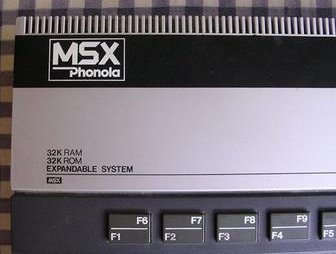 MSX
Phonola
32K RAM
32K ROM
EXPANDABLE SYSTEM
MSX
F6 F7 F8 F9
F1 F2 F3 F4 F5